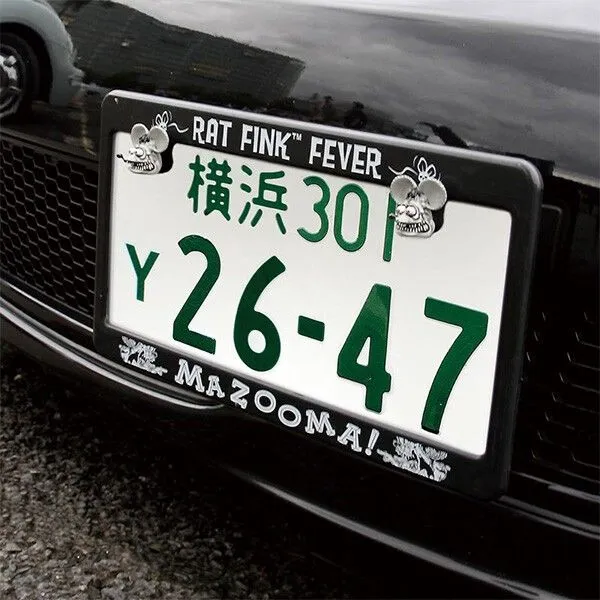 RAT FINK™ FEVER
横浜 301
Y 26-47
MAZOOMA!